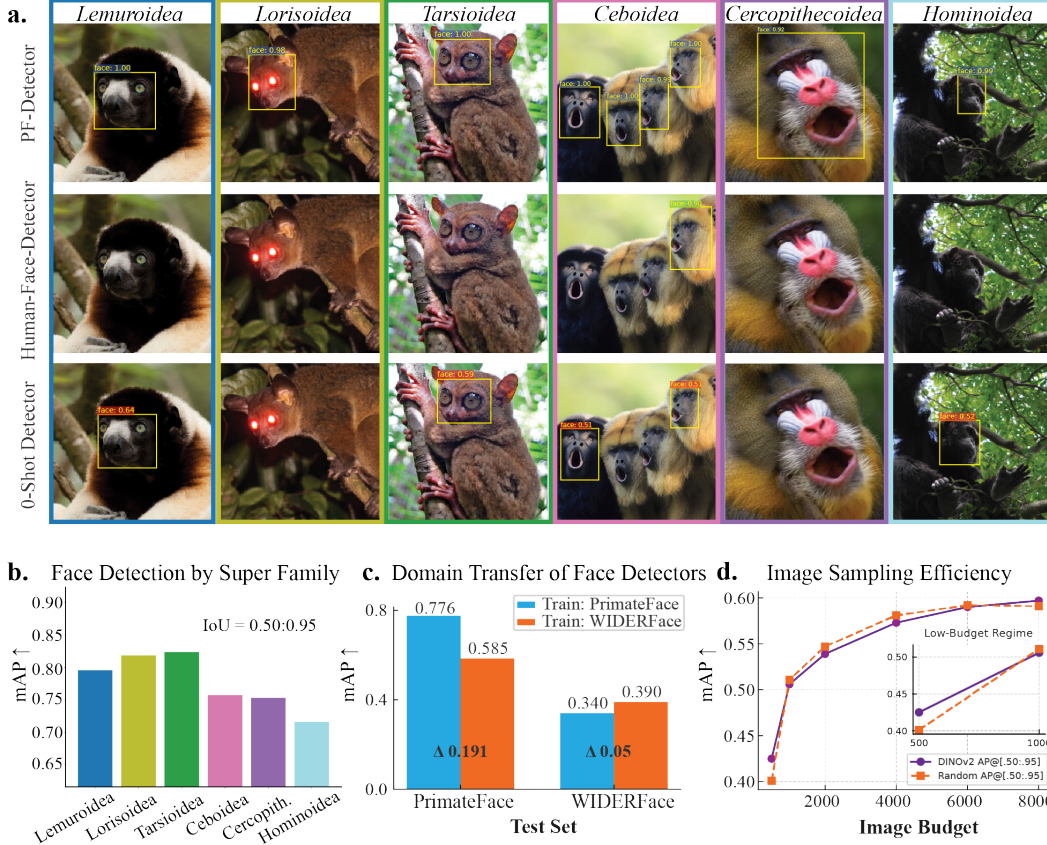 a.
Lemuroidea
Lorisoidea
Tarsioidea
Ceboidea
Cercopithecoidea
Hominoidea
PF-Detector
face: 1.00
face: 0.98
face: 1.00
face: 1.00
face: 1.00
face: 0.99
face: 1.00
face: 0.92
face: 0.99
Human-Face-Detector
face: 0.90
0-Shot Detector
face: 0.64
face: 0.59
face: 0.51
face: 0.51
face: 0.52
b. Face Detection by Super Family
IoU = 0.50:0.95
mAP ↑
0.90
0.85
0.80
0.75
0.70
0.65
Lemuroidea
Lorisoidea
Tarsioidea
Ceboidea
Cercopith.
Hominoidea
c. Domain Transfer of Face Detectors
Train: PrimateFace
Train: WIDERFace
mAP ↑
0.8
0.4
0.0
0.776
0.585
0.340
0.390
Δ 0.191
Δ 0.05
PrimateFace
WIDERFace
Test Set
d. Image Sampling Efficiency
mAP ↑
0.60
0.55
0.50
0.45
0.40
Low-Budget Regime
0.50
0.45
0.40
500
1000
DINOv2 AP@[.50:.95]
Random AP@[.50:.95]
2000
4000
6000
8000
Image Budget